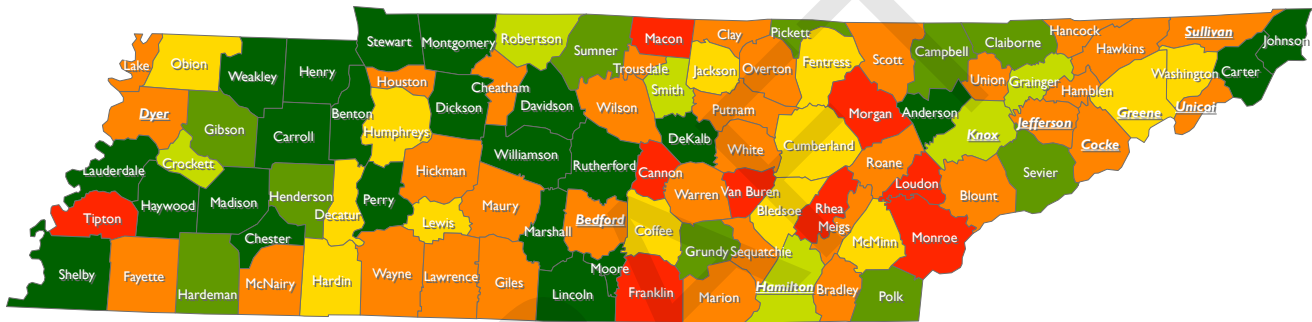 Stewart
Montgomery
Robertson
Sumner
Macon
Clay
Pickett
Fentress
Scott
Campbell
Claiborne
Hancock
Hawkins
Sullivan
Johnson
Lake
Obion
Weakley
Henry
Houston
Cheatham
Trousdale
Smith
Jackson
Overton
Union
Grainger
Hamblen
Washington
Carter
Dyer
Gibson
Carroll
Benton
Humphreys
Dickson
Davidson
Wilson
Putnam
Morgan
Anderson
Knox
Jefferson
Greene
Unicoi
Cocke
Lauderdale
Crockett
Henderson
Decatur
Perry
Hickman
Williamson
Rutherford
DeKalb
White
Cumberland
Roane
Loudon
Blount
Sevier
Tipton
Haywood
Madison
Chester
Lewis
Maury
Marshall
Bedford
Cannon
Warren
Van Buren
Bledsoe
Rhea
Meigs
McMinn
Monroe
Coffee
Grundy
Sequatchie
Shelby
Fayette
Hardeman
McNairy
Hardin
Wayne
Lawrence
Giles
Moore
Lincoln
Franklin
Marion
Hamilton
Bradley
Polk